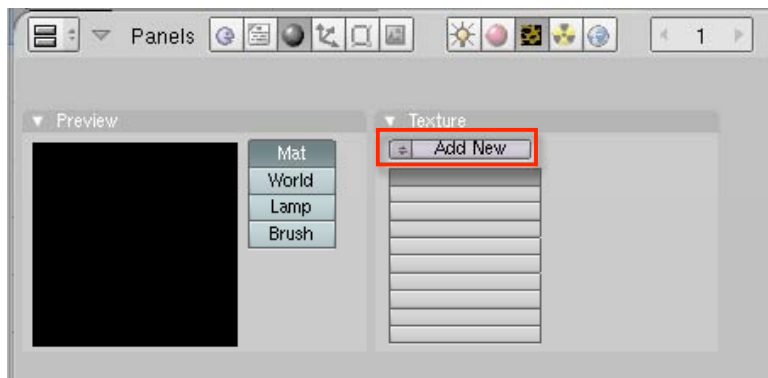 Panels 1
Preview
Texture
Add New
Mat
World
Lamp
Brush